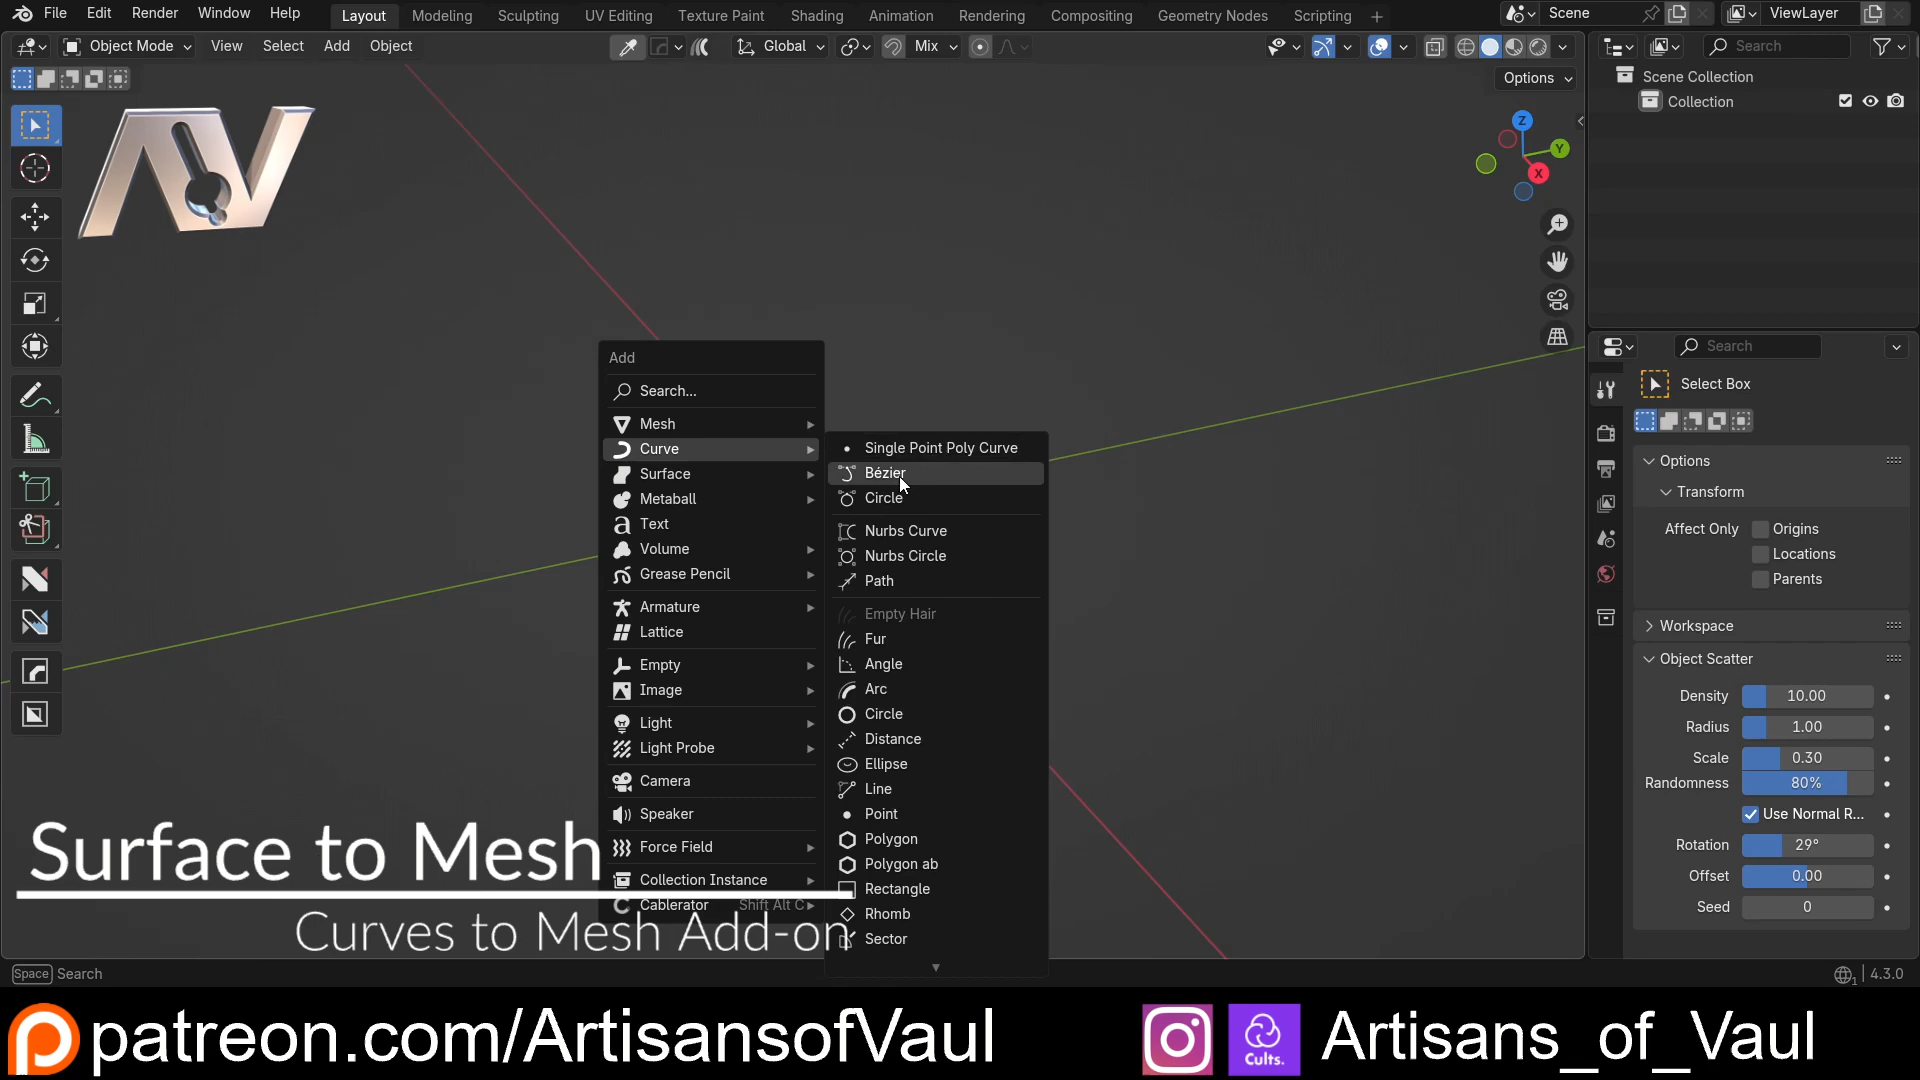 File Edit Render Window Help Layout Modeling Sculpting UV Editing Texture Paint Shading Animation Rendering Compositing Geometry Nodes Scripting + Scene ViewLayer
Object Mode View Select Add Object Global Mix Search
Options
Scene Collection
Collection
Z
Y
X
AV
Add
Search...
Mesh
Curve
Surface
Metaball
Text
Volume
Grease Pencil
Armature
Lattice
Empty
Image
Light
Light Probe
Camera
Speaker
Force Field
Collection Instance
Cablerator Shift Alt C
Single Point Poly Curve
Bézier
Circle
Nurbs Curve
Nurbs Circle
Path
Empty Hair
Fur
Angle
Arc
Circle
Distance
Ellipse
Line
Point
Polygon
Polygon ab
Rectangle
Rhomb
Sector
Search
Select Box
Options
Transform
Affect Only Origins
Locations
Parents
Workspace
Object Scatter
Density 10.00
Radius 1.00
Scale 0.30
Randomness 80%
Use Normal R...
Rotation 29°
Offset 0.00
Seed 0
Surface to Mesh
Curves to Mesh Add-on
Space Search
1 4.3.0
patreon.com/ArtisansofVaul
Cults.
Artisans_of_Vaul